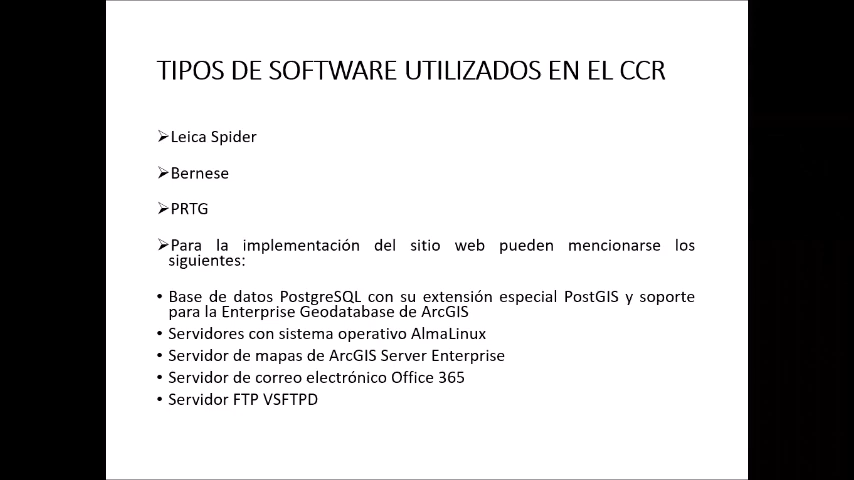 TIPOS DE SOFTWARE UTILIZADOS EN EL CCR
➢Leica Spider
➢Bernese
➢PRTG
➢Para la implementación del sitio web pueden mencionarse los
siguientes:
• Base de datos PostgreSQL con su extensión especial PostGIS y soporte
para la Enterprise Geodatabase de ArcGIS
• Servidores con sistema operativo AlmaLinux
• Servidor de mapas de ArcGIS Server Enterprise
• Servidor de correo electrónico Office 365
• Servidor FTP VSFTPD